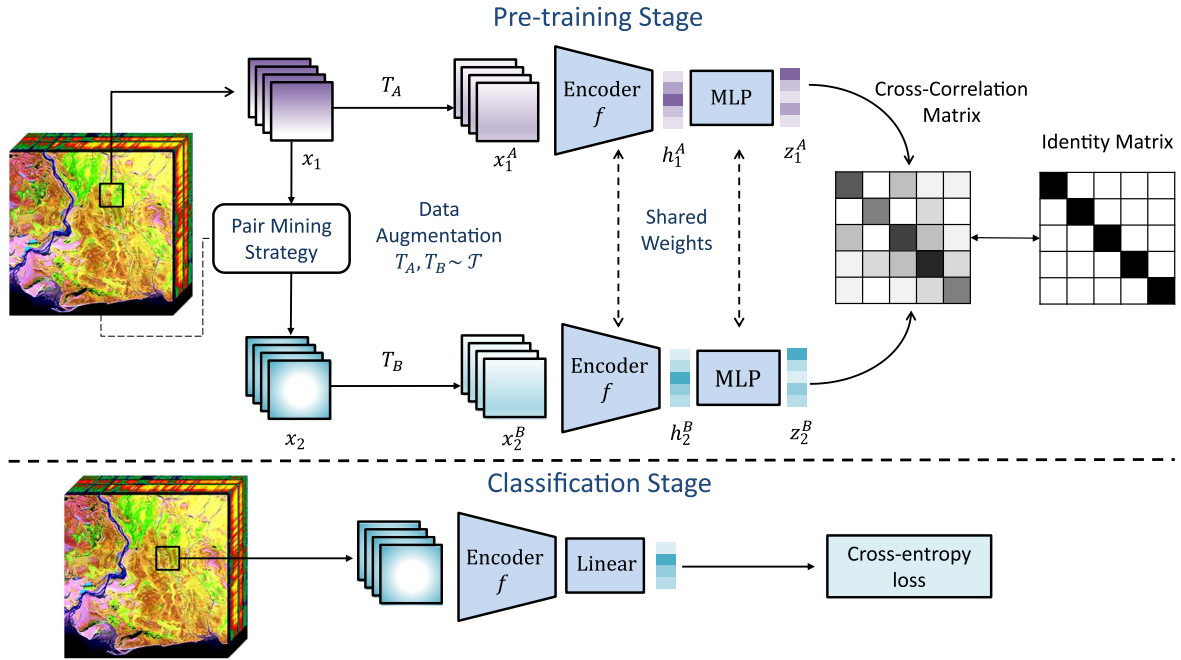 Pre-training Stage
T_A
x_1
x_1^A
Encoder
f
h_1^A
MLP
z_1^A
Cross-Correlation
Matrix
Identity Matrix
Pair Mining
Strategy
Data
Augmentation
T_A, T_B ~ 𝒯
Shared
Weights
T_B
x_2
x_2^B
Encoder
f
h_2^B
MLP
z_2^B
Classification Stage
Encoder
f
Linear
Cross-entropy
loss